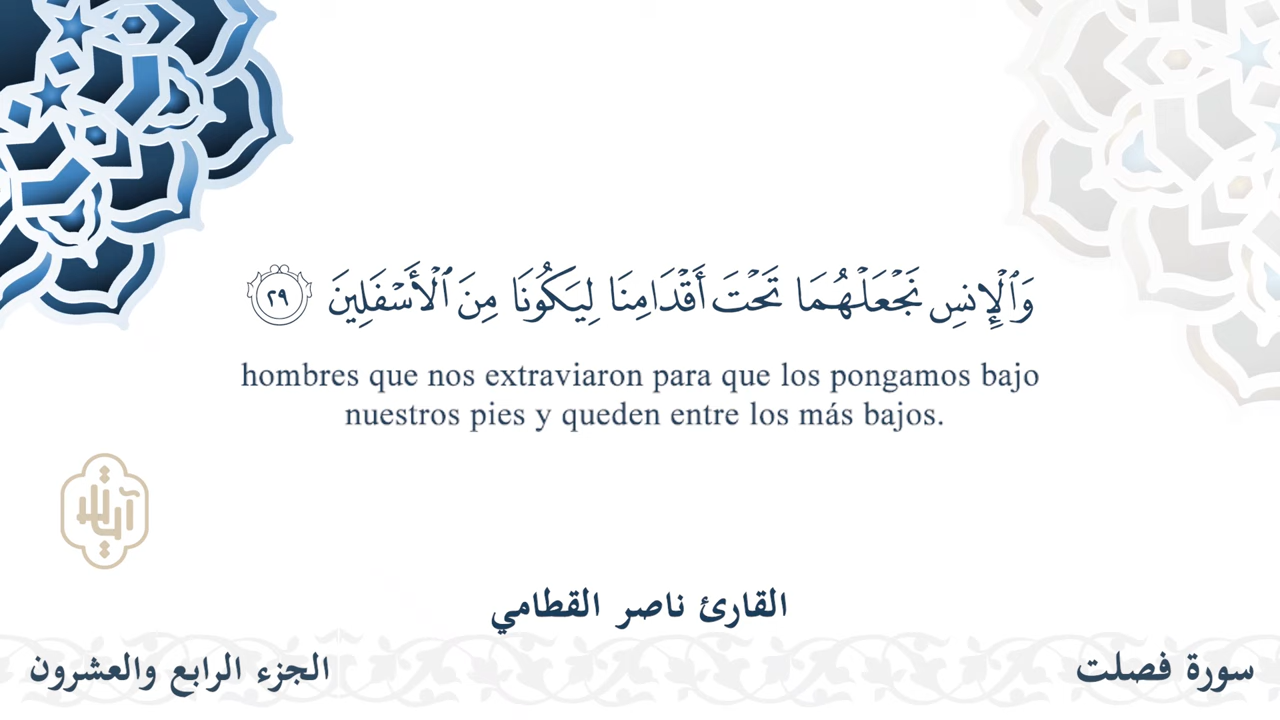 وَٱلْإِنسِ نَجْعَلْهُمَا تَحْتَ أَقْدَامِنَا لِيَكُونَا مِنَ ٱلْأَسْفَلِينَ ٢٩
hombres que nos extraviaron para que los pongamos bajo
nuestros pies y queden entre los más bajos.
القارئ ناصر القطامي
سورة فصلت
الجزء الرابع والعشرون